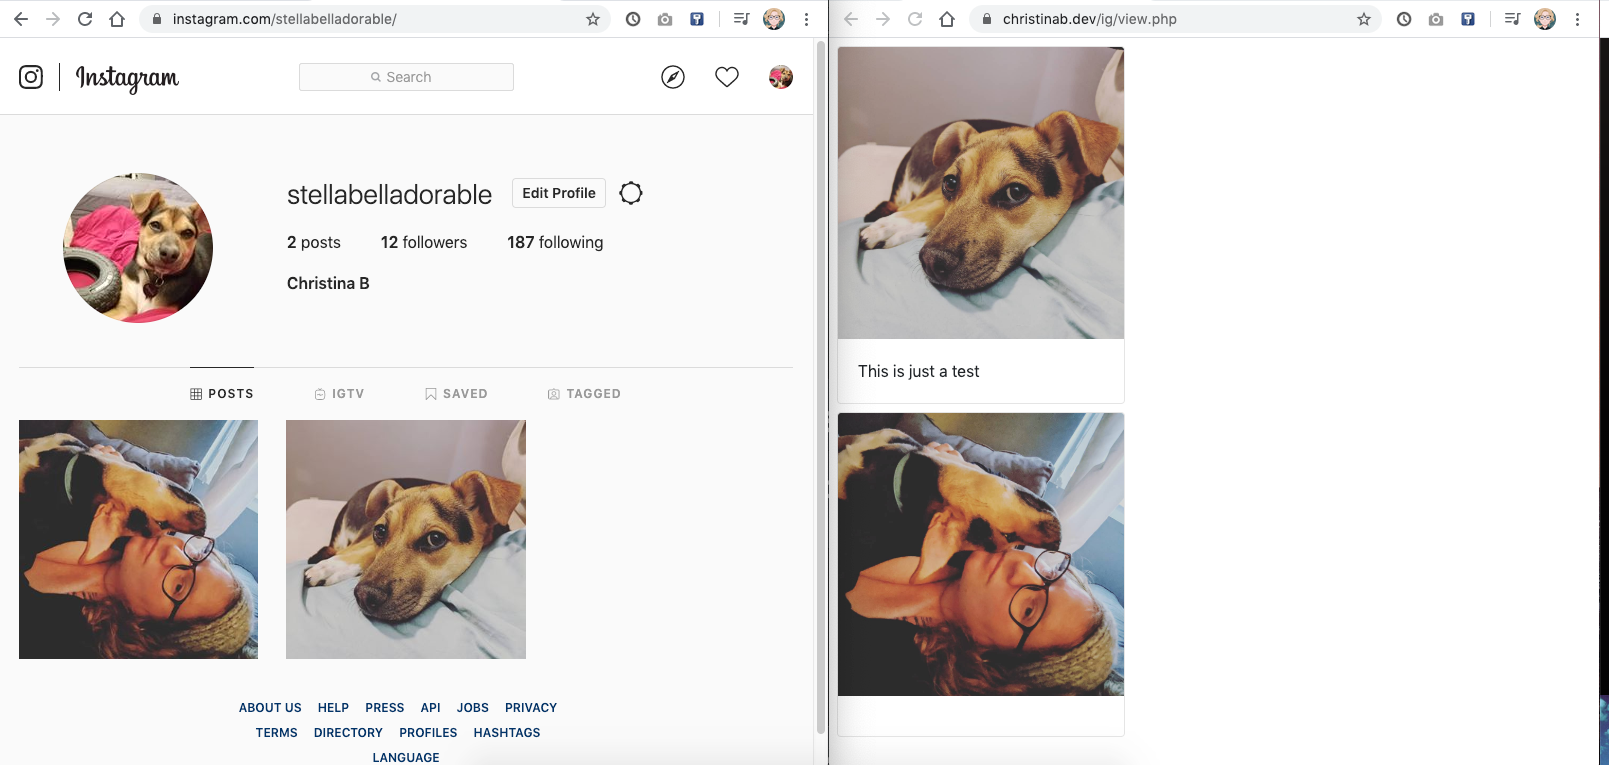 instagram.com/stellabelladorable/
Instagram
Search
stellabelladorable Edit Profile
2 posts 12 followers 187 following
Christina B
POSTS IGTV SAVED TAGGED
ABOUT US HELP PRESS API JOBS PRIVACY
TERMS DIRECTORY PROFILES HASHTAGS
LANGUAGE
christinab.dev/ig/view.php
This is just a test